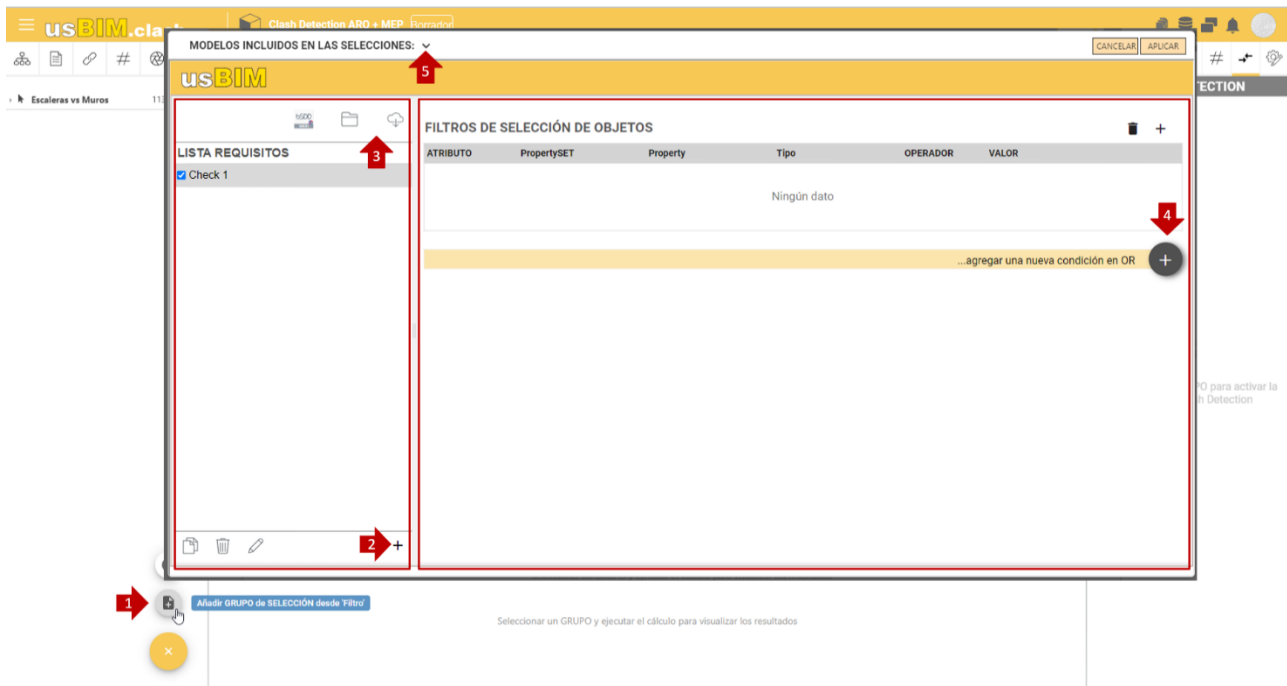 usBIM.cla
Clash Detection ARO + MEP Borrador
MODELOS INCLUIDOS EN LAS SELECCIONES:
CANCELAR APLICAR
5
usBIM
ECTION
Escaleras vs Muros 11
bSDD
3
FILTROS DE SELECCIÓN DE OBJETOS
LISTA REQUISITOS
ATRIBUTO PropertySET Property Tipo OPERADOR VALOR
Check 1
Ningún dato
4
...agregar una nueva condición en OR
PO para activar la
h Detection
2
1
Añadir GRUPO de SELECCIÓN desde 'Filtro'
Seleccionar un GRUPO y ejecutar el cálculo para visualizar los resultados